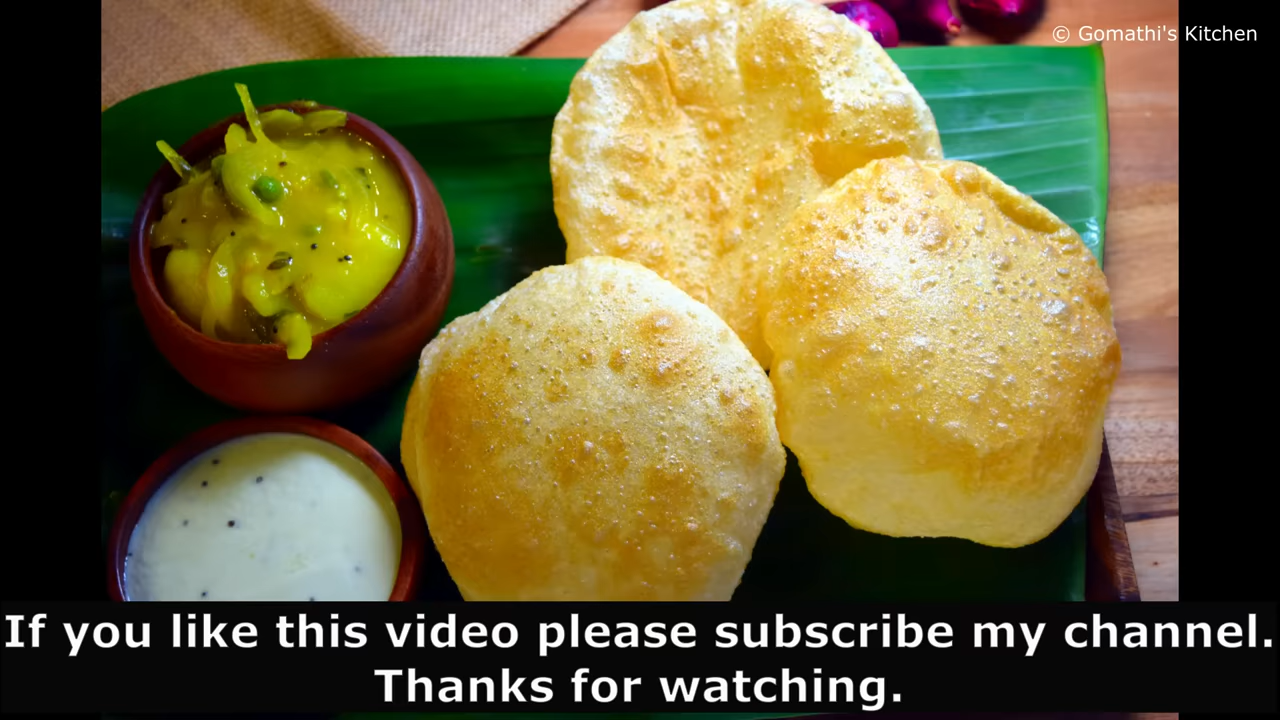 © Gomathi's Kitchen
If you like this video please subscribe my channel.
Thanks for watching.